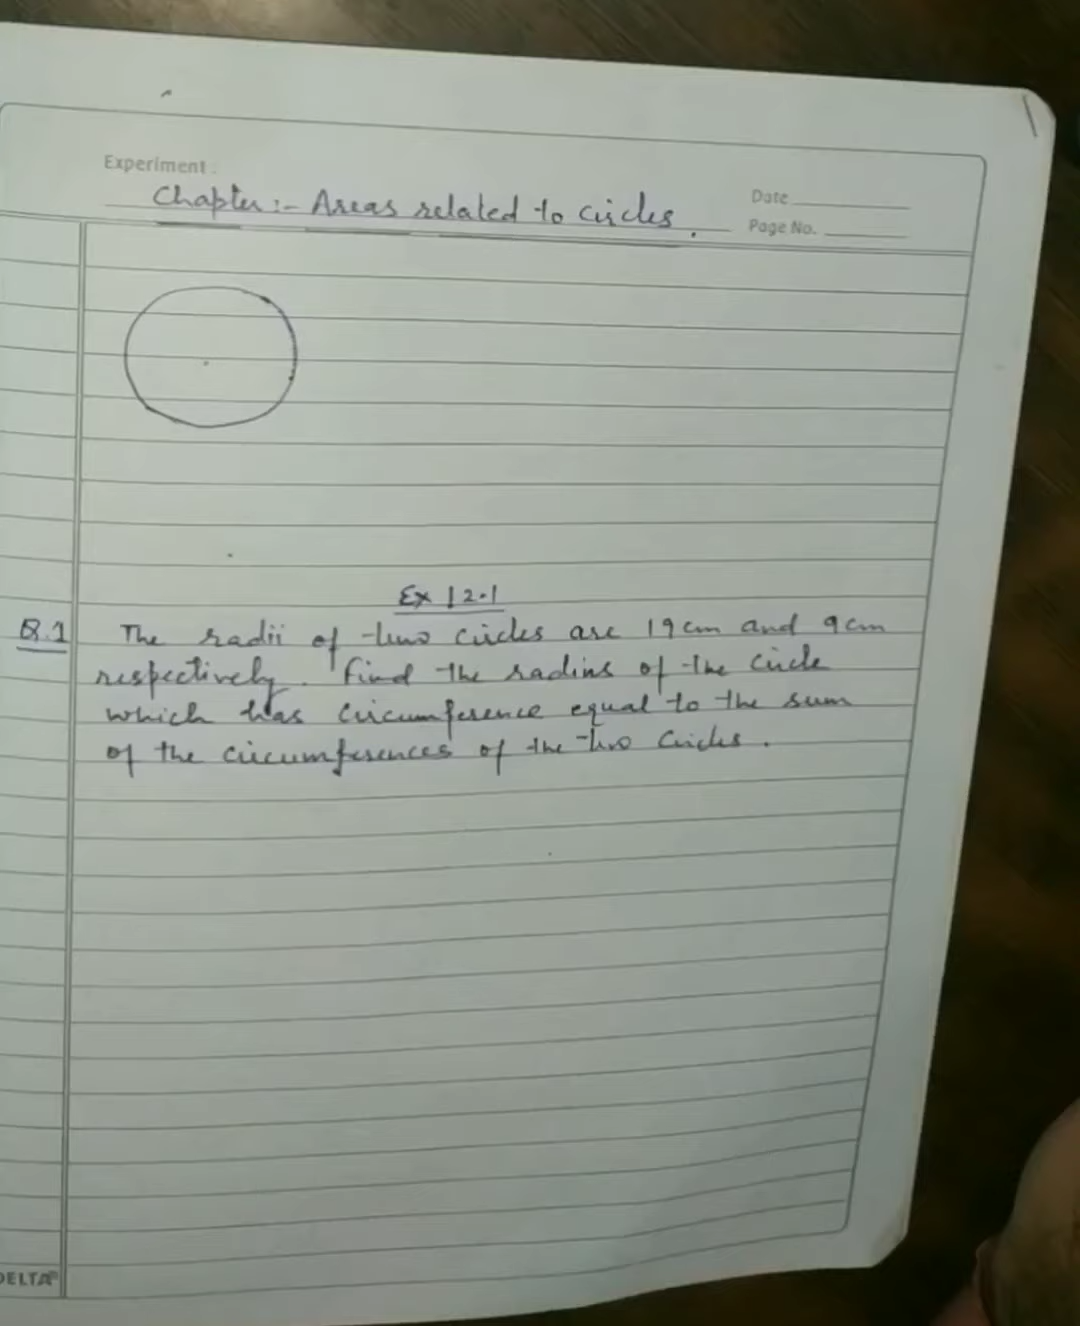 Experiment :
Chapter :- Areas related to circles.
Date
Page No.
Ex 12.1
Q.1 The radii of two circles are 19 cm and 9 cm
respectively. Find the radius of the circle
which has circumference equal to the sum
of the circumferences of the two circles.
DELTA